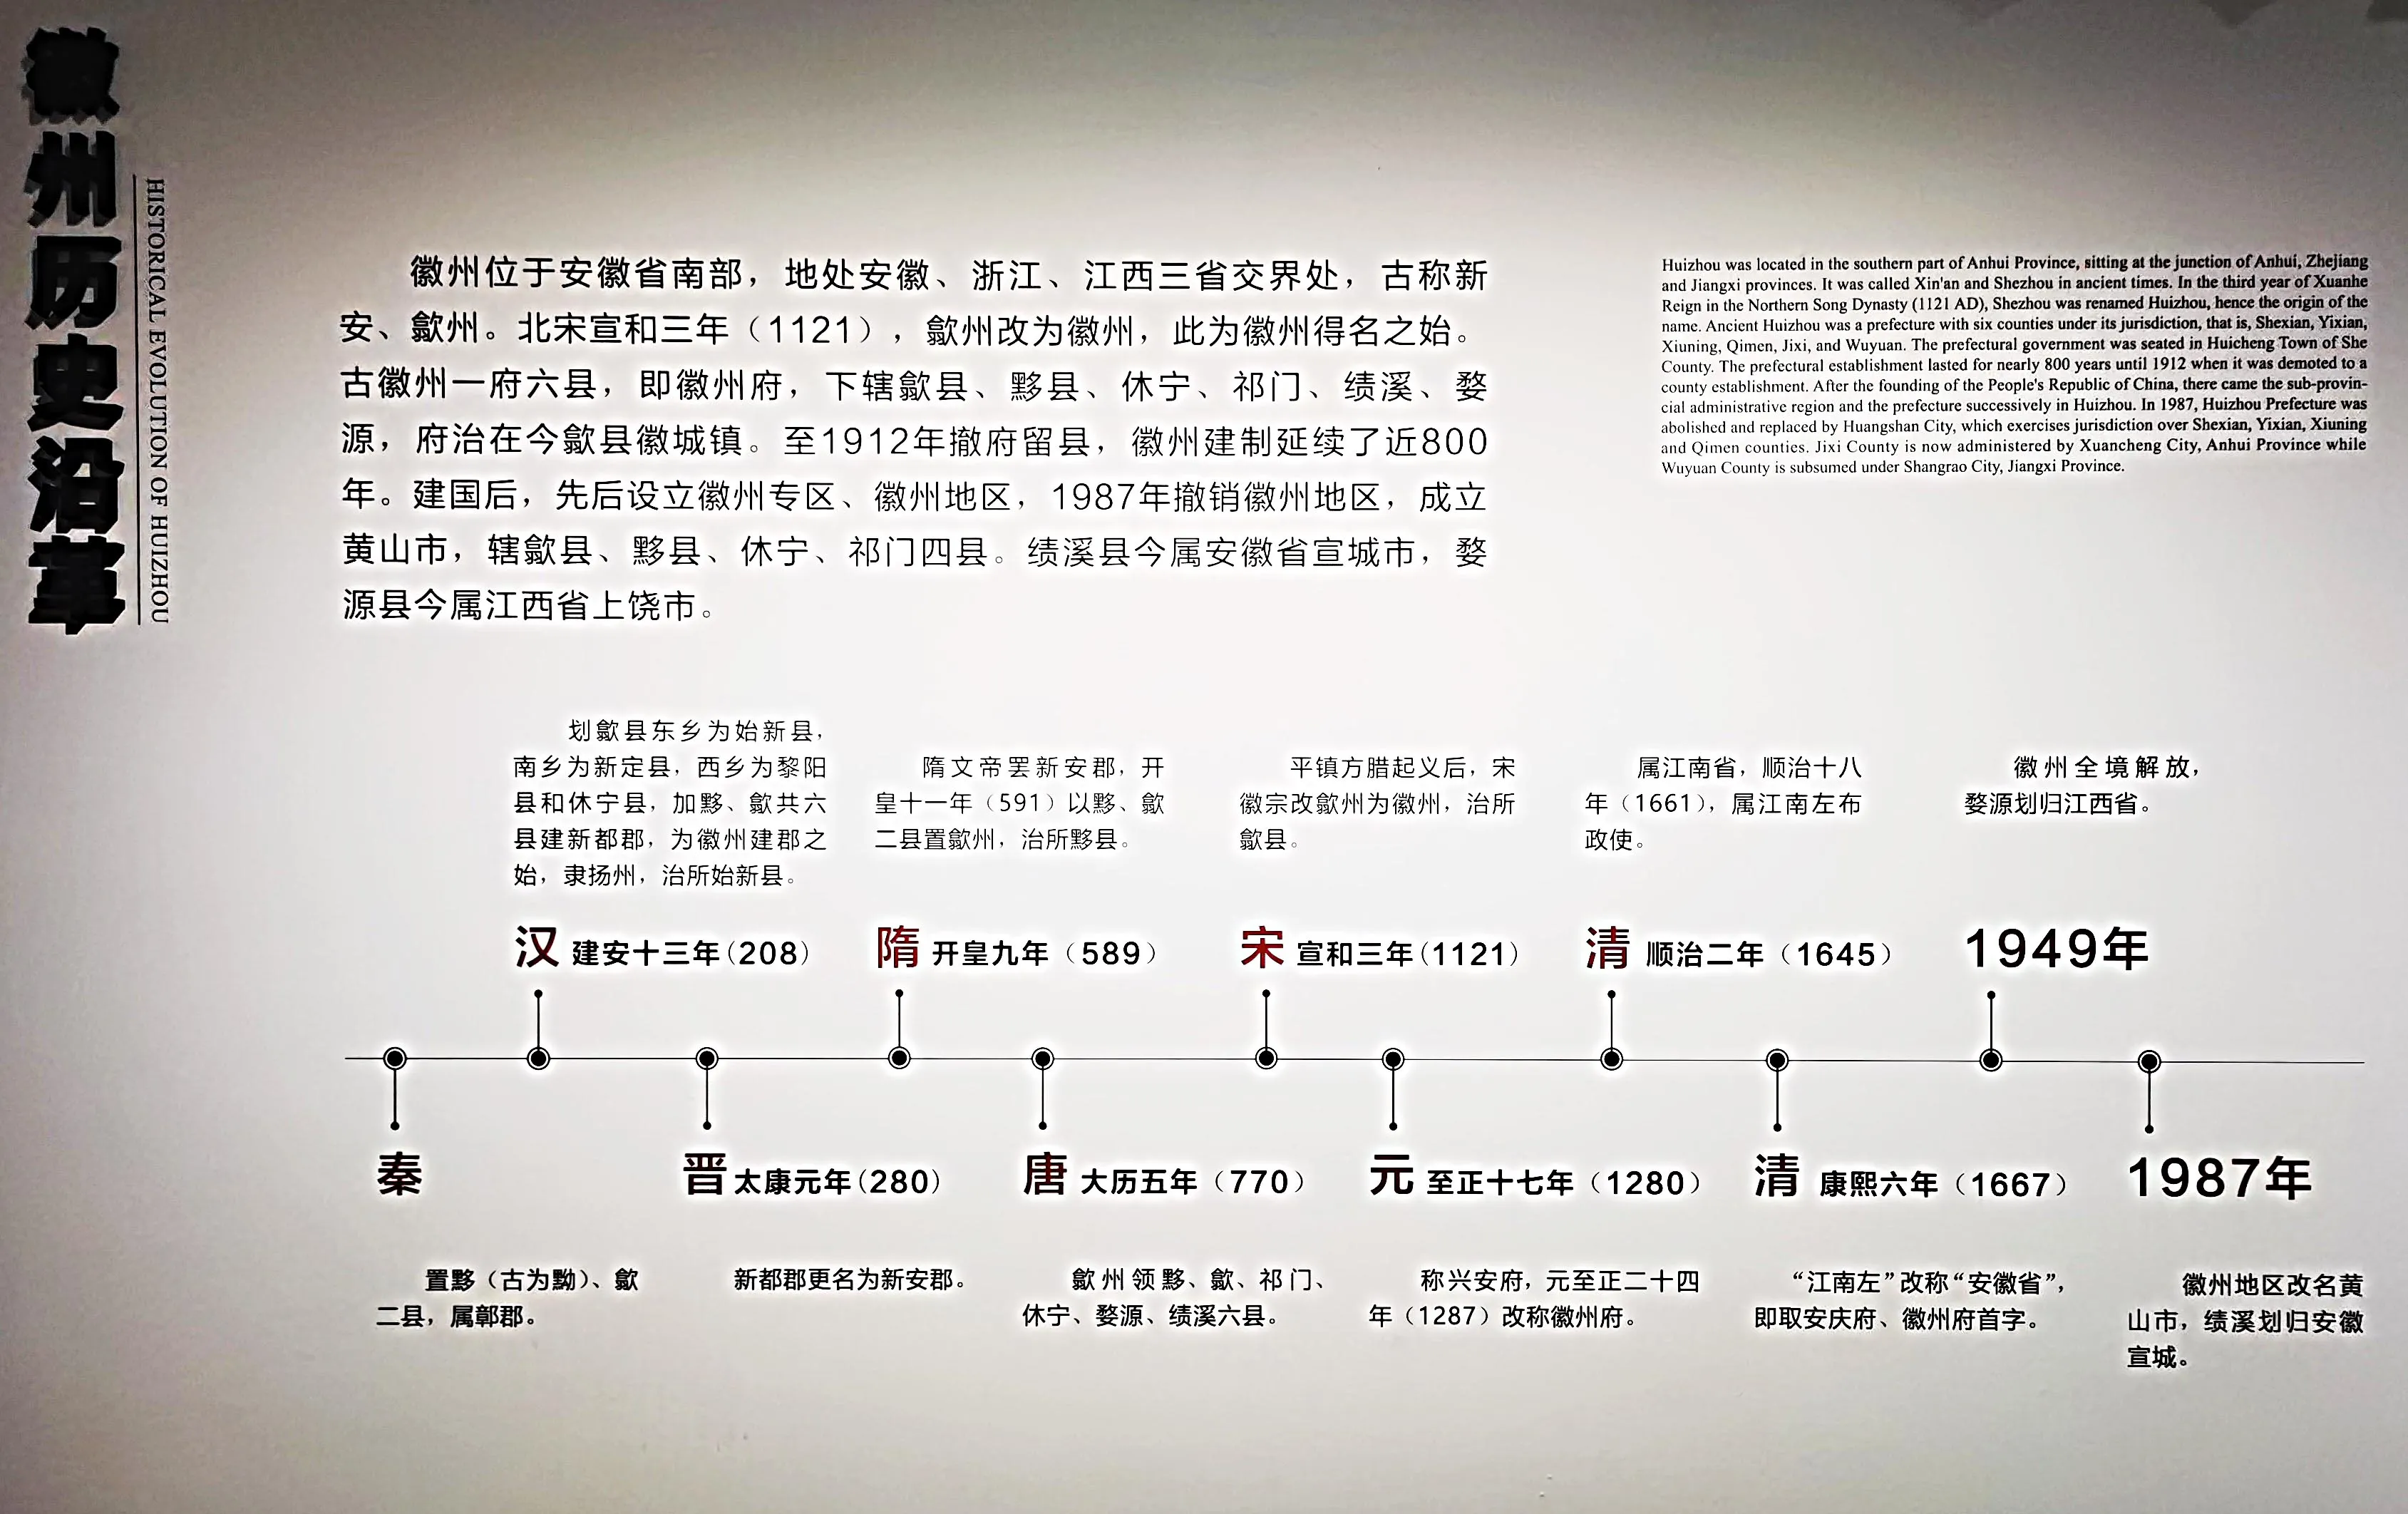 徽州历史沿革
HISTORICAL EVOLUTION OF HUIZHOU
徽州位于安徽省南部，地处安徽、浙江、江西三省交界处，古称新
安、歙州。北宋宣和三年（1121），歙州改为徽州，此为徽州得名之始。
古徽州一府六县，即徽州府，下辖歙县、黟县、休宁、祁门、绩溪、婺
源，府治在今歙县徽城镇。至1912年撤府留县，徽州建制延续了近800
年。建国后，先后设立徽州专区、徽州地区，1987年撤销徽州地区，成立
黄山市，辖歙县、黟县、休宁、祁门四县。绩溪县今属安徽省宣城市，婺
源县今属江西省上饶市。
Huizhou was located in the southern part of Anhui Province, sitting at the junction of Anhui, Zhejiang
and Jiangxi provinces. It was called Xin'an and Shezhou in ancient times. In the third year of Xuanhe
Reign in the Northern Song Dynasty (1121 AD), Shezhou was renamed Huizhou, hence the origin of the
name. Ancient Huizhou was a prefecture with six counties under its jurisdiction, that is, Shexian, Yixian,
Xiuning, Qimen, Jixi, and Wuyuan. The prefectural government was seated in Huicheng Town of She
County. The prefectural establishment lasted for nearly 800 years until 1912 when it was demoted to a
county establishment. After the founding of the People's Republic of China, there came the sub-provin-
cial administrative region and the prefecture successively in Huizhou. In 1987, Huizhou Prefecture was
abolished and replaced by Huangshan City, which exercises jurisdiction over Shexian, Yixian, Xiuning
and Qimen counties. Jixi County is now administered by Xuancheng City, Anhui Province while
Wuyuan County is subsumed under Shangrao City, Jiangxi Province.
划歙县东乡为始新县，
南乡为新定县，西乡为黎阳
县和休宁县，加黟、歙共六
县建新都郡，为徽州建郡之
始，隶扬州，治所始新县。
汉 建安十三年(208)
隋文帝罢新安郡，开
皇十一年（591）以黟、歙
二县置歙州，治所黟县。
隋 开皇九年（589）
平镇方腊起义后，宋
徽宗改歙州为徽州，治所
歙县。
宋 宣和三年(1121)
属江南省，顺治十八
年（1661），属江南左布
政使。
清 顺治二年（1645）
徽州全境解放，
婺源划归江西省。
1949年
秦
置黟（古为黝）、歙
二县，属鄣郡。
晋 太康元年(280)
新都郡更名为新安郡。
唐 大历五年（770）
歙州领黟、歙、祁门、
休宁、婺源、绩溪六县。
元 至正十七年（1280）
称兴安府，元至正二十四
年（1287）改称徽州府。
清 康熙六年（1667）
“江南左”改称“安徽省”，
即取安庆府、徽州府首字。
1987年
徽州地区改名黄
山市，绩溪划归安徽
宣城。